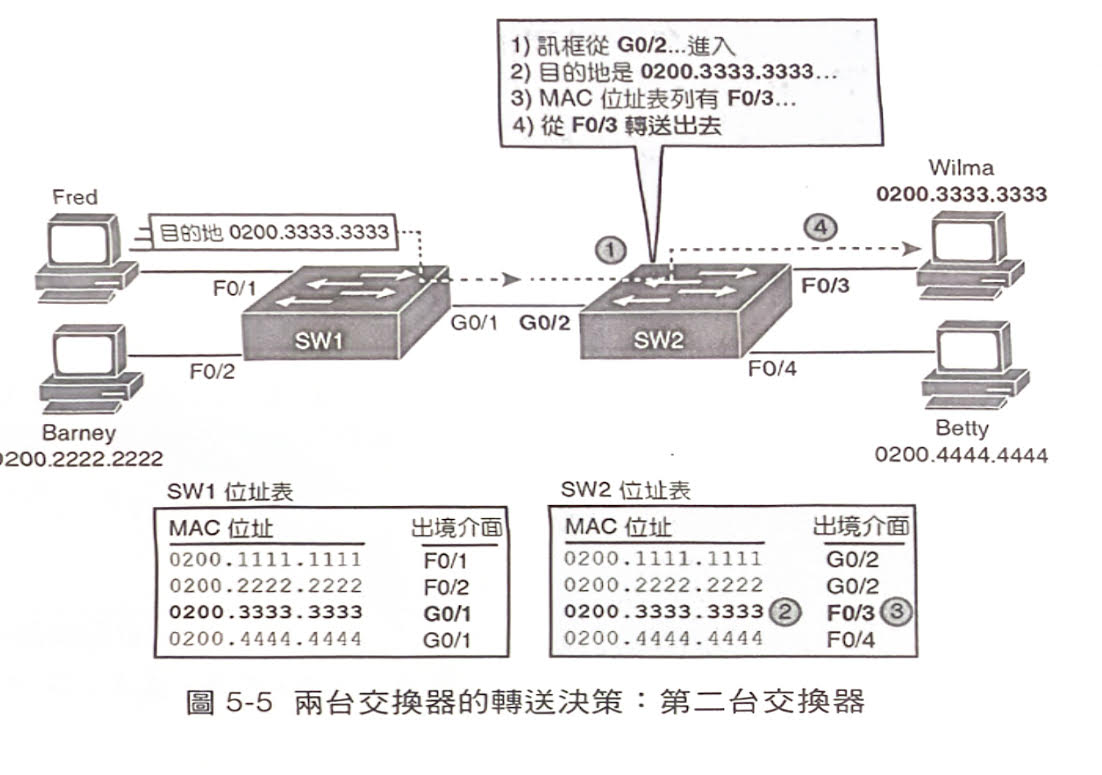 1) 訊框從 G0/2...進入
2) 目的地是 0200.3333.3333...
3) MAC 位址表列有 F0/3...
4) 從 F0/3 轉送出去
Wilma
0200.3333.3333
Fred
目的地 0200.3333.3333
1
4
F0/1
F0/3
G0/1
G0/2
SW1
SW2
F0/2
F0/4
Barney
0200.2222.2222
Betty
0200.4444.4444
SW1 位址表
MAC 位址 出境介面
0200.1111.1111 F0/1
0200.2222.2222 F0/2
0200.3333.3333 G0/1
0200.4444.4444 G0/1
SW2 位址表
MAC 位址 出境介面
0200.1111.1111 G0/2
0200.2222.2222 G0/2
0200.3333.3333 2 F0/3 3
0200.4444.4444 F0/4
圖 5-5 兩台交換器的轉送決策：第二台交換器